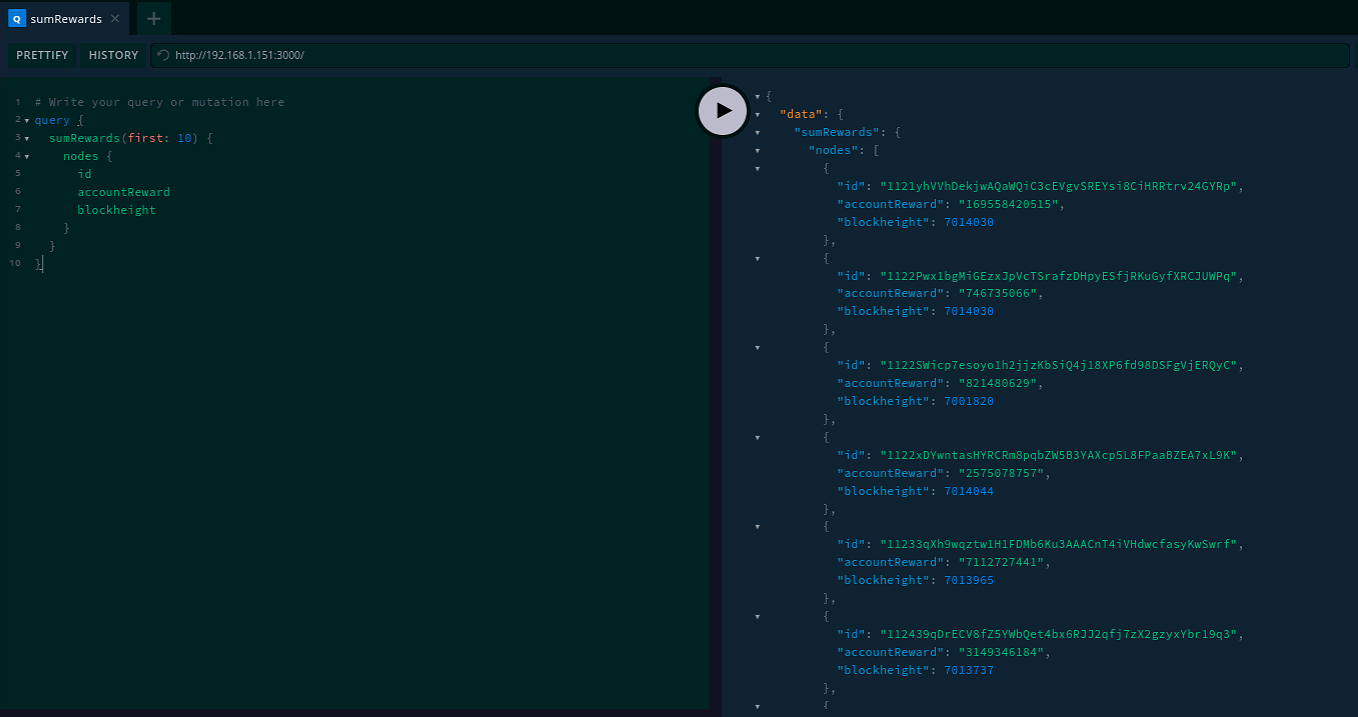 Q sumRewards
PRETTIFY HISTORY http://192.168.1.151:3000/
1 # Write your query or mutation here
2 query {
3 sumRewards(first: 10) {
4 nodes {
5 id
6 accountReward
7 blockheight
8 }
9 }
10 }
{
"data": {
"sumRewards": {
"nodes": [
{
"id": "1121yhVVhDekjwAQaWQiC3cEVgvSREYsi8CiHRRtrv24GYRp",
"accountReward": "169558420515",
"blockheight": 7014030
},
{
"id": "1122Pwx1bgMiGEzxJpVcTSrafzDHpyESfjRKuGyfXRCJUWPq",
"accountReward": "746735066",
"blockheight": 7014030
},
{
"id": "1122SWicp7esoyo1h2jjzKbSiQ4j18XP6fd98DSFgVjERQyC",
"accountReward": "821480629",
"blockheight": 7001820
},
{
"id": "1122xDYwntasHYRCRm8pqbZW5B3YAXcp5L8FPaaBZEA7xL9K",
"accountReward": "2575078757",
"blockheight": 7014044
},
{
"id": "11233qXh9wqztw1H1FDMb6Ku3AAACnT4iVHdwcfasyKwSwrf",
"accountReward": "7112727441",
"blockheight": 7013965
},
{
"id": "112439qDrECV8fZ5YWbQet4bx6RJJ2qfj7zX2gzyxYbr19q3",
"accountReward": "3149346184",
"blockheight": 7013737
},
{